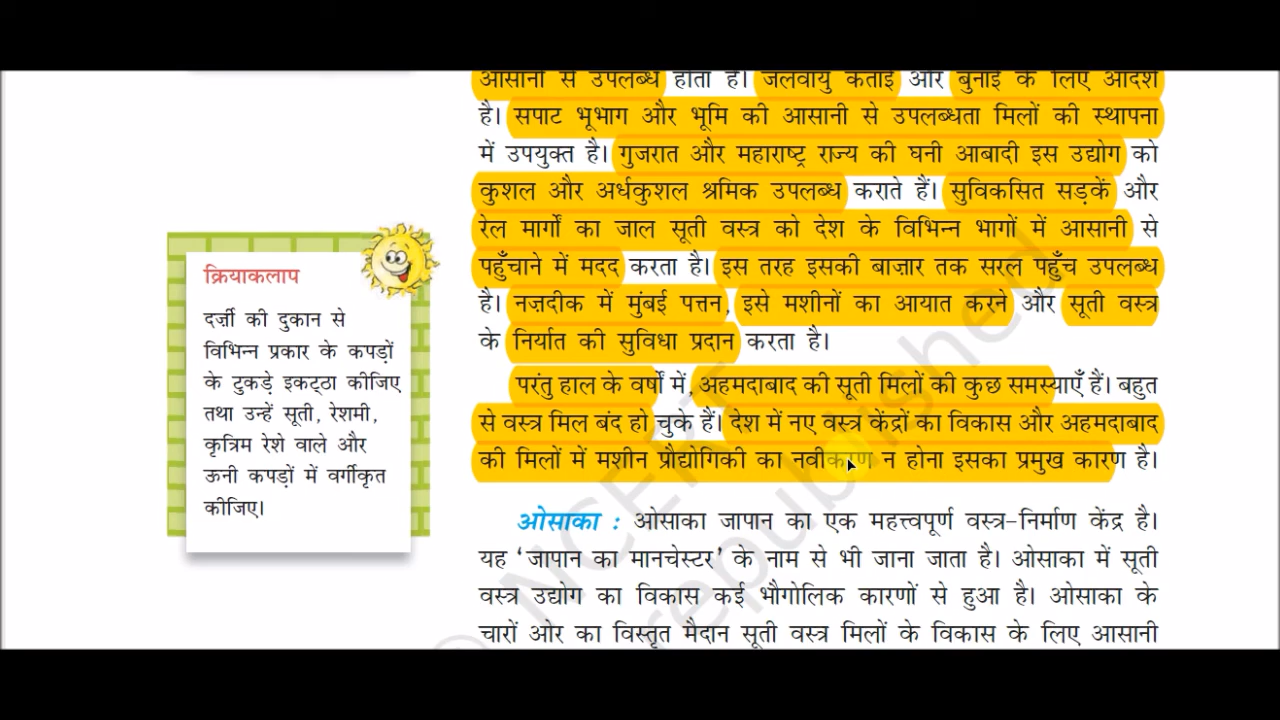 आसानी से उपलब्ध होता है। जलवायु कताई और बुनाई के लिए आदर्श
है। सपाट भूभाग और भूमि की आसानी से उपलब्धता मिलों की स्थापना
में उपयुक्त है। गुजरात और महाराष्ट्र राज्य की घनी आबादी इस उद्योग को
कुशल और अर्धकुशल श्रमिक उपलब्ध कराते हैं। सुविकसित सड़कें और
रेल मार्गों का जाल सूती वस्त्र को देश के विभिन्न भागों में आसानी से
पहुँचाने में मदद करता है। इस तरह इसकी बाज़ार तक सरल पहुँच उपलब्ध
है। नज़दीक में मुंबई पत्तन, इसे मशीनों का आयात करने और सूती वस्त्र
के निर्यात की सुविधा प्रदान करता है।
परंतु हाल के वर्षों में, अहमदाबाद की सूती मिलों की कुछ समस्याएँ हैं। बहुत
से वस्त्र मिल बंद हो चुके हैं। देश में नए वस्त्र केंद्रों का विकास और अहमदाबाद
की मिलों में मशीन प्रौद्योगिकी का नवीकरण न होना इसका प्रमुख कारण है।
ओसाका : ओसाका जापान का एक महत्त्वपूर्ण वस्त्र-निर्माण केंद्र है।
यह ‘जापान का मानचेस्टर’ के नाम से भी जाना जाता है। ओसाका में सूती
वस्त्र उद्योग का विकास कई भौगोलिक कारणों से हुआ है। ओसाका के
चारों ओर का विस्तृत मैदान सूती वस्त्र मिलों के विकास के लिए आसानी
क्रियाकलाप
दर्ज़ी की दुकान से
विभिन्न प्रकार के कपड़ों
के टुकड़े इकट्ठा कीजिए
तथा उन्हें सूती, रेशमी,
कृत्रिम रेशे वाले और
ऊनी कपड़ों में वर्गीकृत
कीजिए।
© NCERT
republished